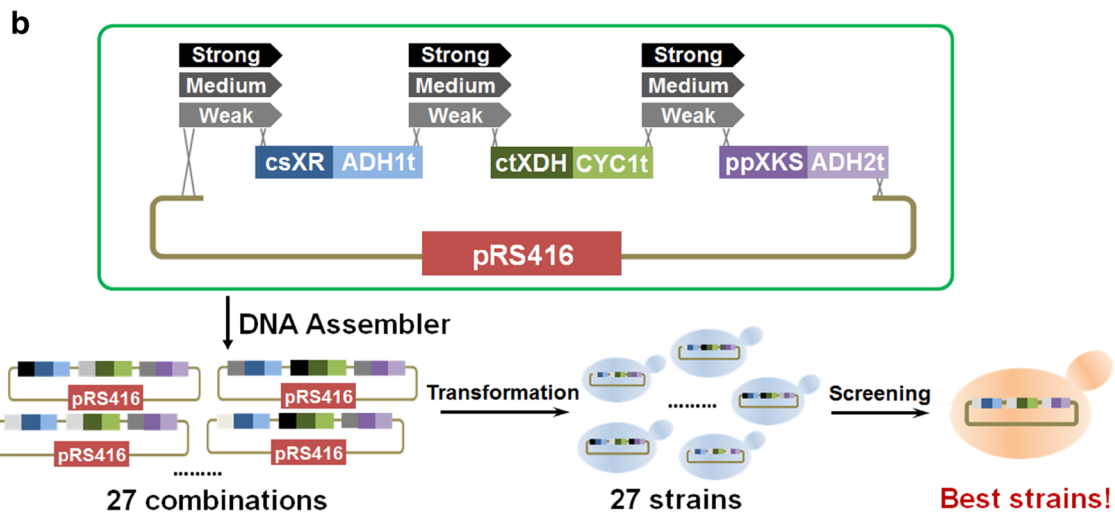 b
Strong Strong Strong
Medium Medium Medium
Weak Weak Weak
csXR ADH1t ctXDH CYC1t ppXKS ADH2t
pRS416
DNA Assembler
pRS416 pRS416
Transformation Screening
pRS416 pRS416
.........
.........
27 combinations 27 strains Best strains!